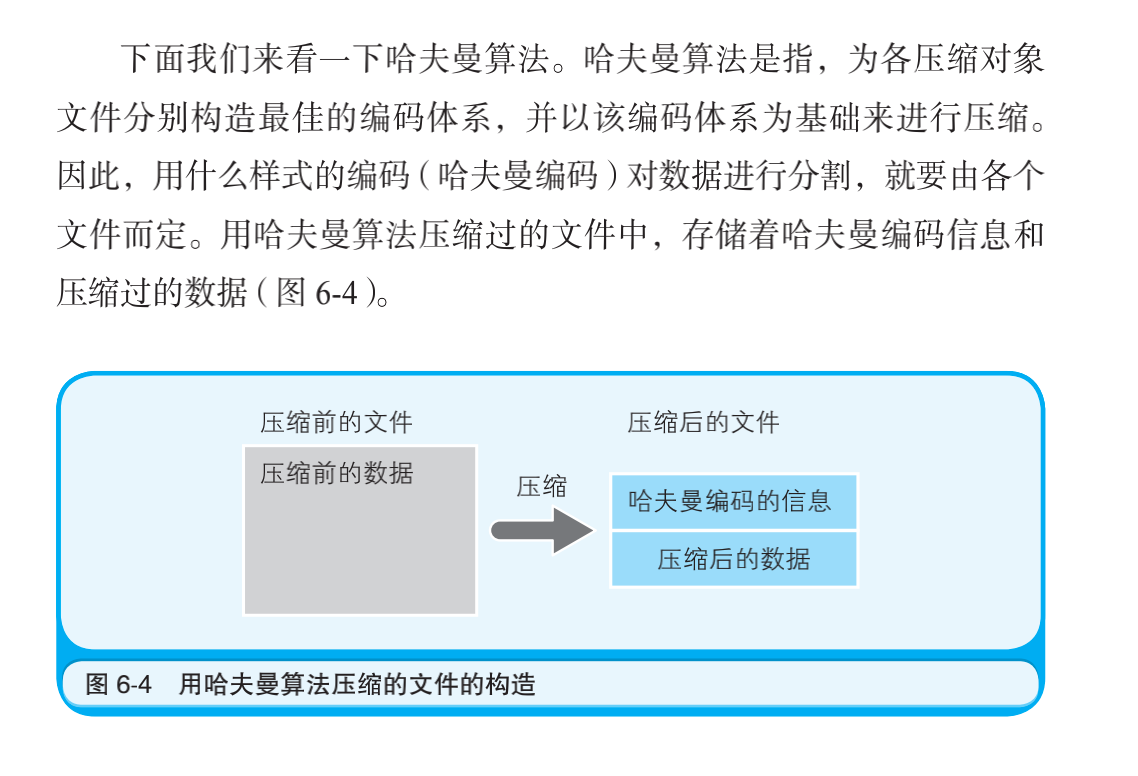 下面我们来看一下哈夫曼算法。哈夫曼算法是指，为各压缩对象
文件分别构造最佳的编码体系，并以该编码体系为基础来进行压缩。
因此，用什么样式的编码（哈夫曼编码）对数据进行分割，就要由各个
文件而定。用哈夫曼算法压缩过的文件中，存储着哈夫曼编码信息和
压缩过的数据（图 6-4）。
压缩前的文件
压缩前的数据
压缩
压缩后的文件
哈夫曼编码的信息
压缩后的数据
图 6-4 用哈夫曼算法压缩的文件的构造